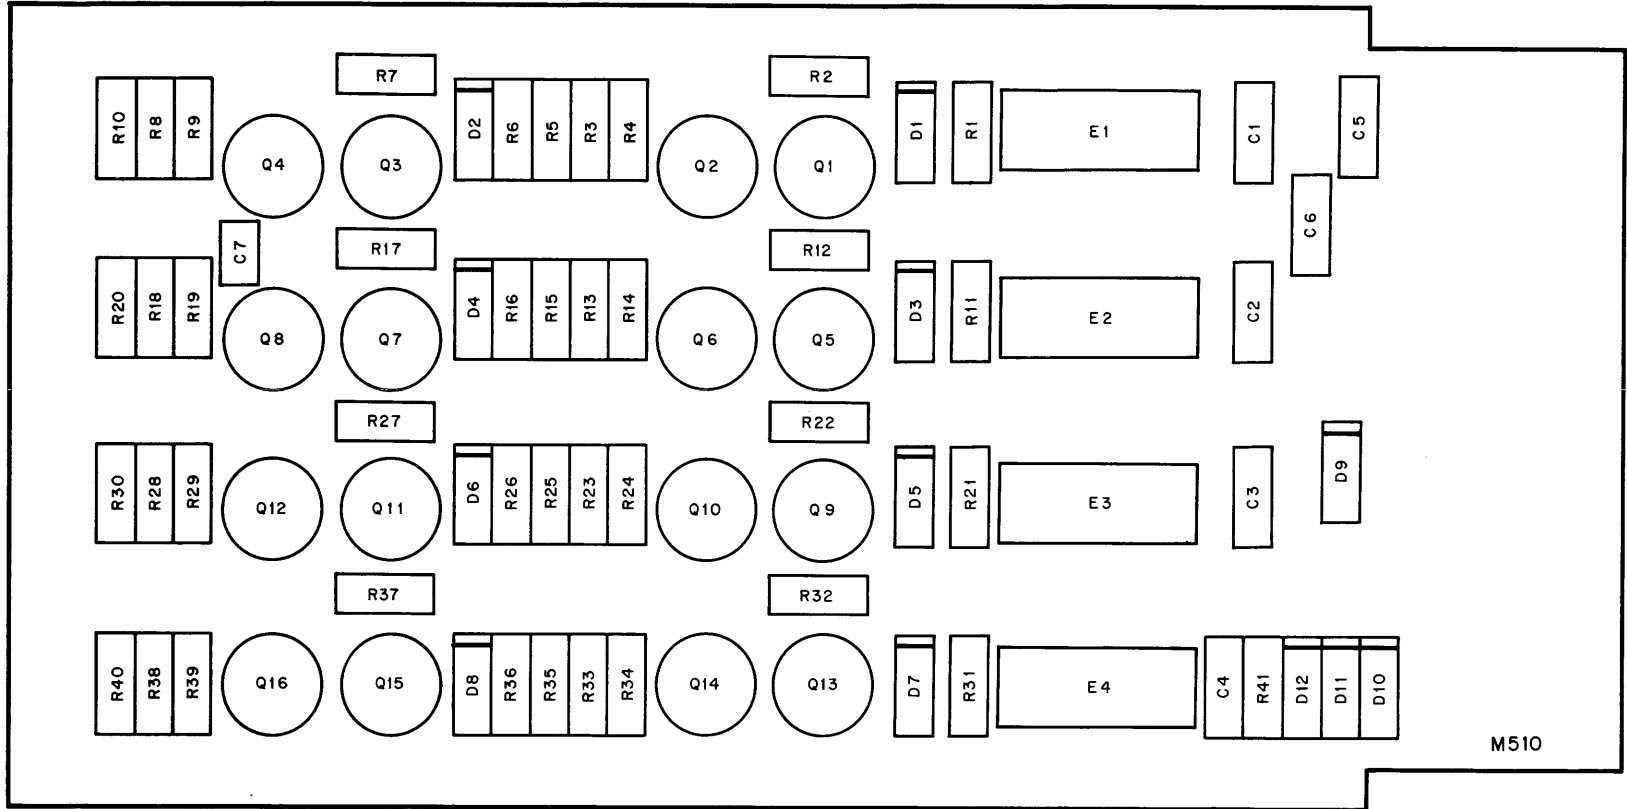 R7
R2
R10 R8 R9
D2 R6 R5 R3 R4
D1 R1
E1
C1
C5
Q4 Q3 Q2 Q1
C7
R17
R12
C6
R20 R18 R19
D4 R16 R15 R13 R14
D3 R11
E2
C2
Q8 Q7 Q6 Q5
R27
R22
D9
R30 R28 R29
Q12 Q11
D6 R26 R25 R23 R24
Q10 Q9
D5 R21
E3
C3
R37
R32
R40 R38 R39
Q16 Q15
D8 R36 R35 R33 R34
Q14 Q13
D7 R31
E4
C4 R41 D12 D11 D10
M510